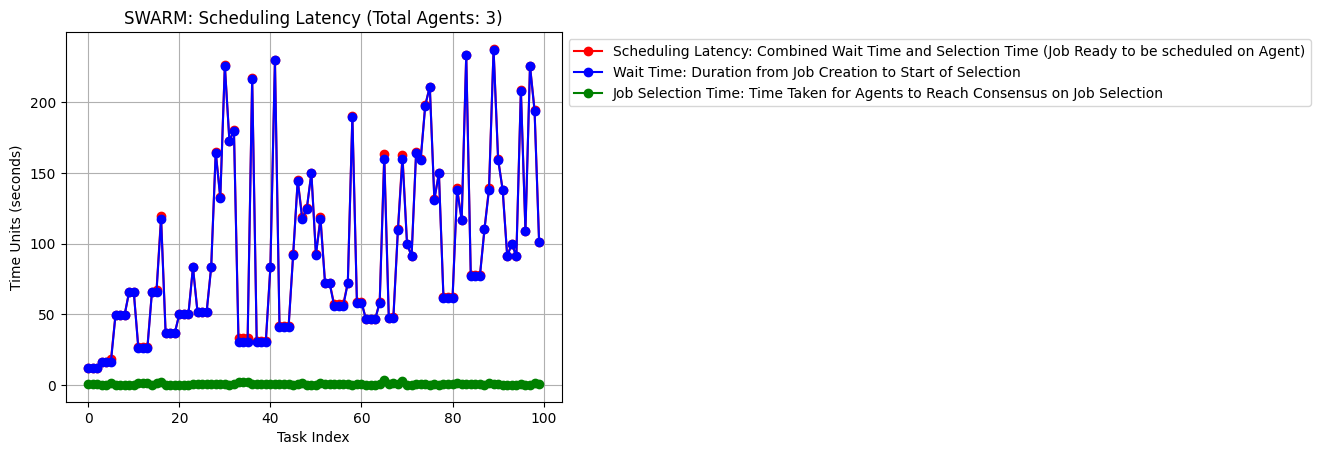 SWARM: Scheduling Latency (Total Agents: 3)
Scheduling Latency: Combined Wait Time and Selection Time (Job Ready to be scheduled on Agent)
Wait Time: Duration from Job Creation to Start of Selection
Job Selection Time: Time Taken for Agents to Reach Consensus on Job Selection
Time Units (seconds)
200
150
100
50
0
0 20 40 60 80 100
Task Index